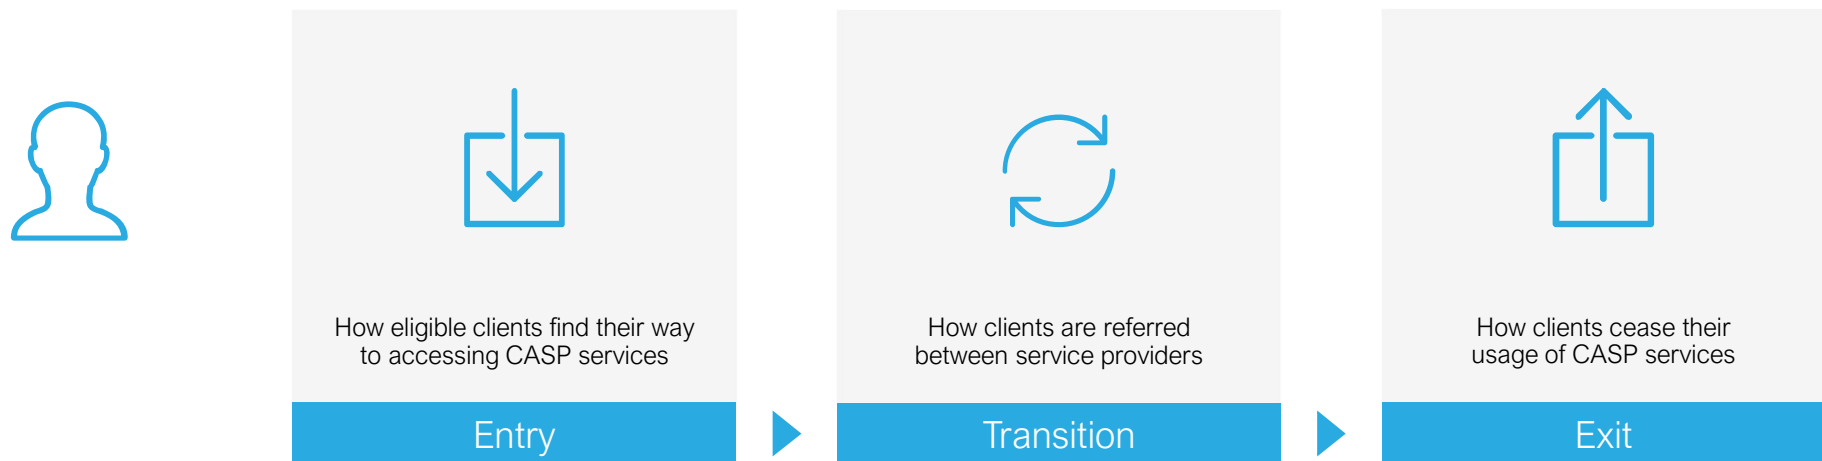 How eligible clients find their way
to accessing CASP services
Entry
How clients are referred
between service providers
Transition
How clients cease their
usage of CASP services
Exit